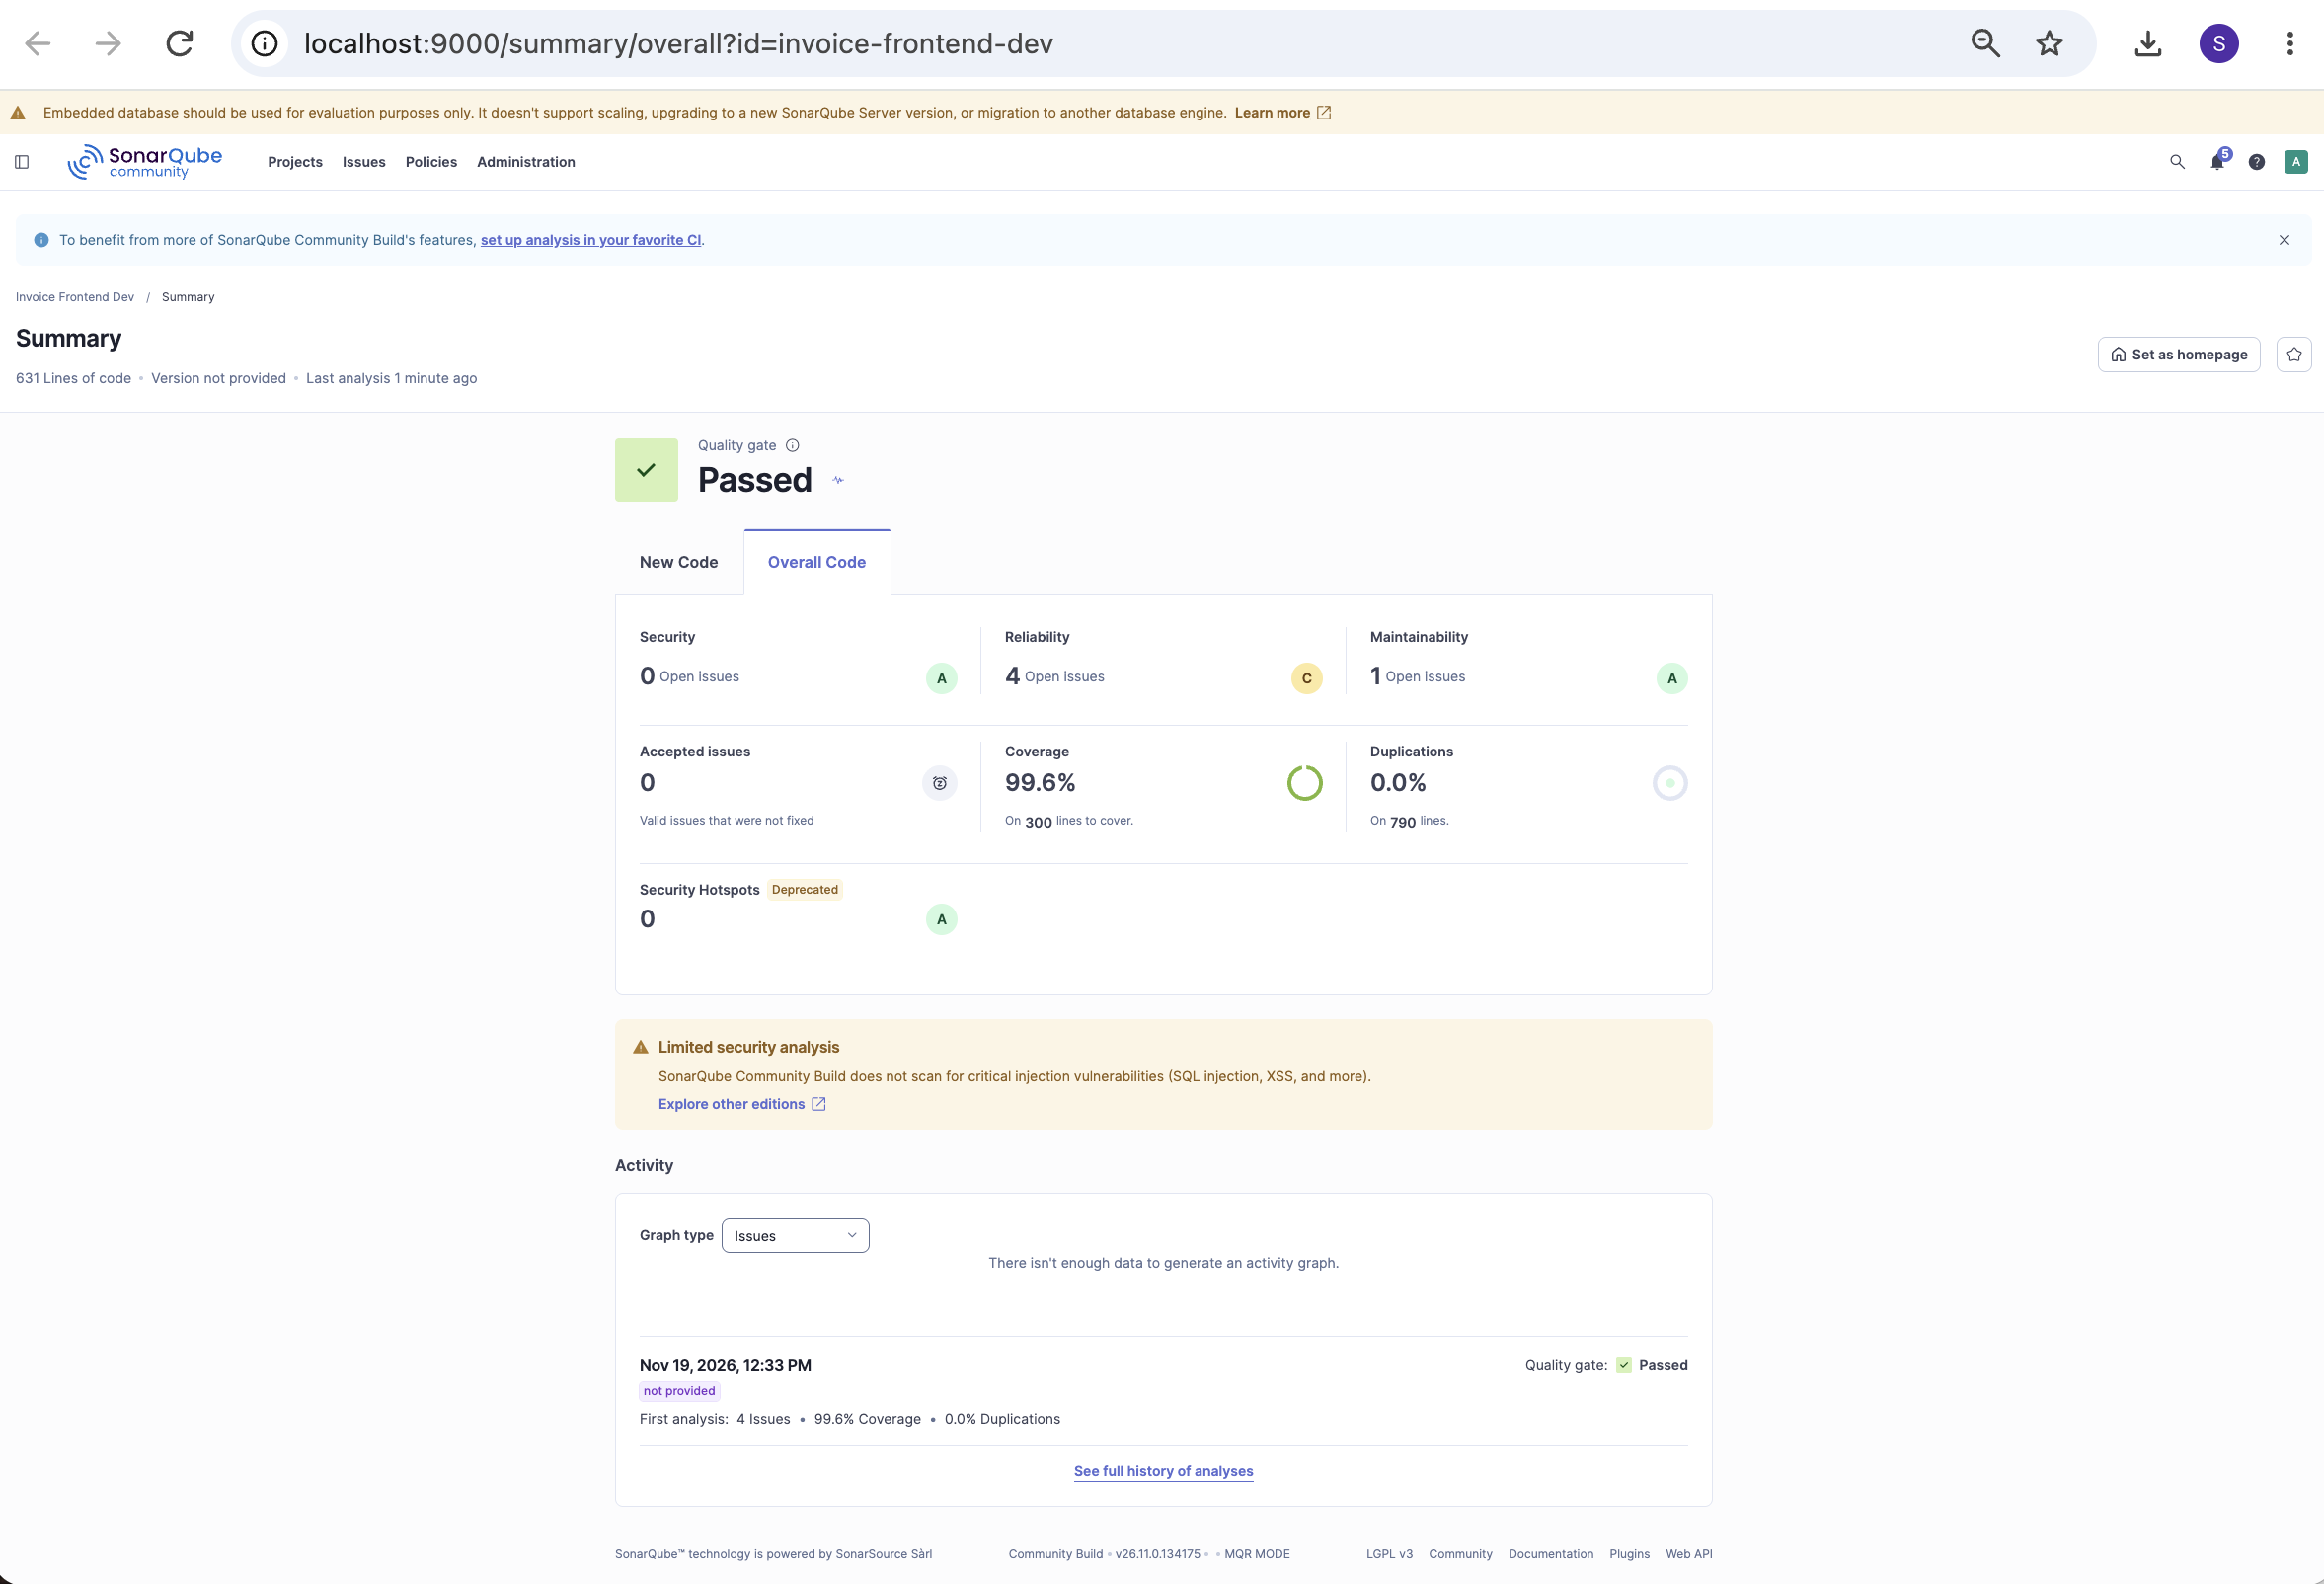 localhost:9000/summary/overall?id=invoice-frontend-dev
S
Embedded database should be used for evaluation purposes only. It doesn't support scaling, upgrading to a new SonarQube Server version, or migration to another database engine. Learn more
SonarQube community
Projects Issues Policies Administration
5
A
To benefit from more of SonarQube Community Build's features, set up analysis in your favorite CI.
Invoice Frontend Dev / Summary
Summary
Set as homepage
631 Lines of code • Version not provided • Last analysis 1 minute ago
Quality gate
Passed
New Code Overall Code
Security Reliability Maintainability
0 Open issues A 4 Open issues C 1 Open issues A
Accepted issues Coverage Duplications
0 99.6% 0.0%
Valid issues that were not fixed On 300 lines to cover. On 790 lines.
Security Hotspots Deprecated
0 A
Limited security analysis
SonarQube Community Build does not scan for critical injection vulnerabilities (SQL injection, XSS, and more).
Explore other editions
Activity
Graph type Issues
There isn't enough data to generate an activity graph.
Nov 19, 2026, 12:33 PM Quality gate: Passed
not provided
First analysis: 4 Issues • 99.6% Coverage • 0.0% Duplications
See full history of analyses
SonarQube™ technology is powered by SonarSource Sàrl Community Build • v26.11.0.134175 • • MQR MODE LGPL v3 Community Documentation Plugins Web API